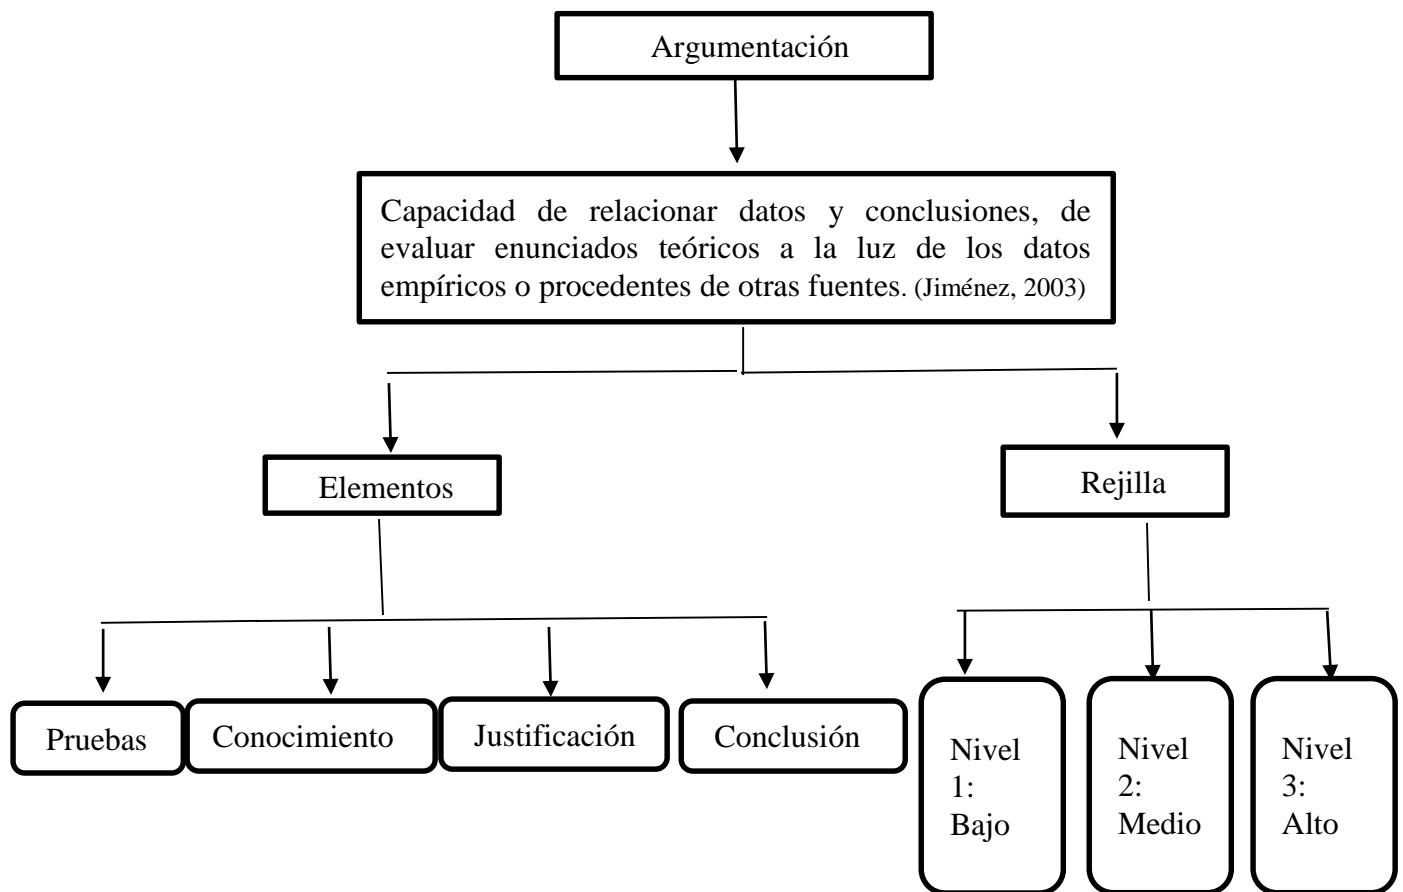 Argumentación
Capacidad de relacionar datos y conclusiones, de
evaluar enunciados teóricos a la luz de los datos
empíricos o procedentes de otras fuentes. (Jiménez, 2003)
Elementos
Rejilla
Pruebas
Conocimiento
Justificación
Conclusión
Nivel
1:
Bajo
Nivel
2:
Medio
Nivel
3:
Alto